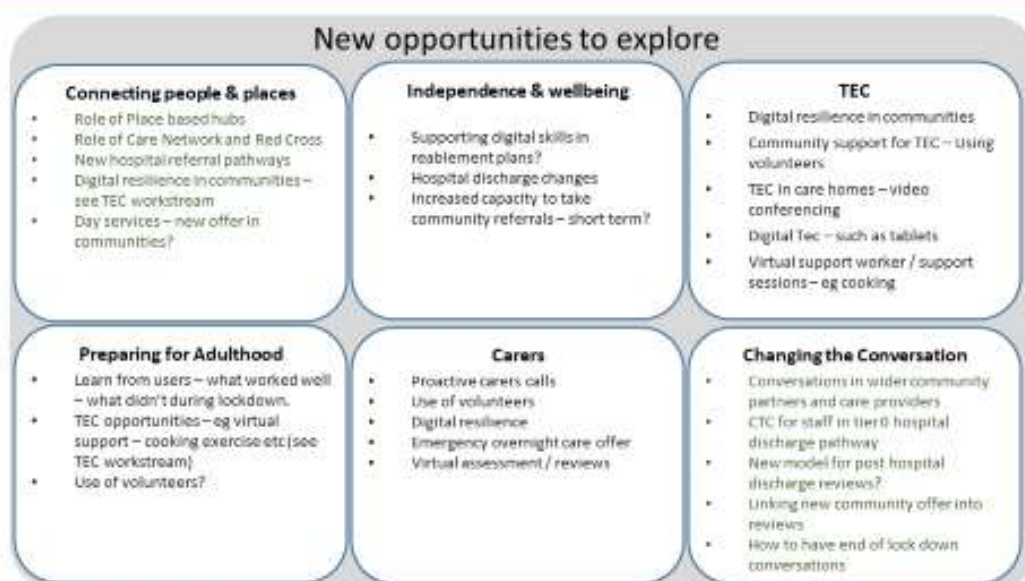 New opportunities to explore
Connecting people & places
• Role of Place based hubs
• Role of Care Network and Red Cross
• New hospital referral pathways
• Digital resilience in communities –
see TEC workstream
• Day services – new offer in
communities?
Independence & wellbeing
• Supporting digital skills in
reablement plans?
• Hospital discharge changes
• Increased capacity to take
community referrals – short term?
TEC
• Digital resilience in communities
• Community support for TEC – Using
volunteers
• TEC in care homes – video
conferencing
• Digital Tec – such as tablets
• Virtual support worker / support
sessions – eg cooking
Preparing for Adulthood
• Learn from users – what worked well
– what didn't during lockdown.
• TEC opportunities – eg virtual
support – cooking exercise etc (see
TEC workstream)
• Use of volunteers?
Carers
• Proactive carers calls
• Use of volunteers
• Digital resilience
• Emergency overnight care offer
• Virtual assessment / reviews
Changing the Conversation
• Conversations in wider community
partners and care providers
• CTC for staff in tier 0 hospital
discharge pathway
• New model for post hospital
discharge reviews?
• Linking new community offer into
reviews
• How to have end of lock down
conversations